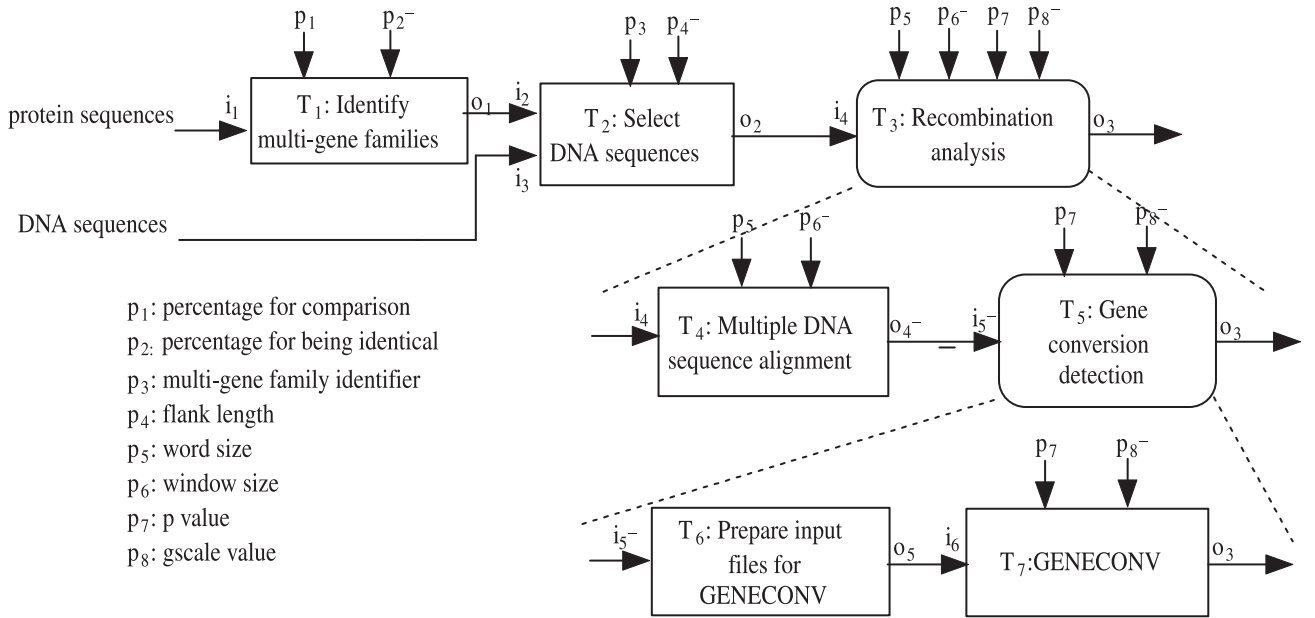 p₁ p₂⁻ p₃ p₄⁻ p₅ p₆⁻ p₇ p₈⁻
protein sequences i₁ T₁: Identify
multi-gene families o₁ i₂
i₃ T₂: Select
DNA sequences o₂ i₄ T₃: Recombination
analysis o₃
DNA sequences
p₅ p₆⁻ p₇ p₈⁻
i₄ T₄: Multiple DNA
sequence alignment o₄⁻ i₅⁻ T₅: Gene
conversion
detection o₃
p₁: percentage for comparison
p₂: percentage for being identical
p₃: multi-gene family identifier
p₄: flank length
p₅: word size
p₆: window size
p₇: p value
p₈: gscale value
p₇ p₈⁻
i₅⁻ T₆: Prepare input
files for
GENECONV o₅ i₆ T₇:GENECONV o₃